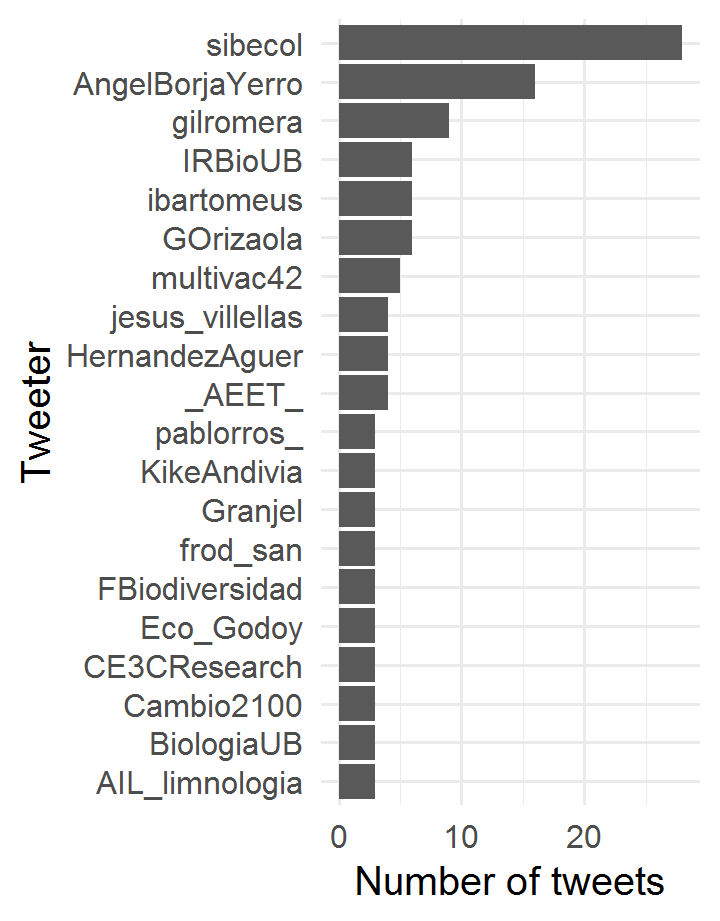 sibecol
AngelBorjaYerro
gilromera
IRBioUB
ibartomeus
GOrizaola
multivac42
jesus_villellas
HernandezAguer
_AEET_
pablorros_
KikeAndivia
Granjel
frod_san
FBiodiversidad
Eco_Godoy
CE3CResearch
Cambio2100
BiologiaUB
AIL_limnologia
Tweeter
0 10 20
Number of tweets